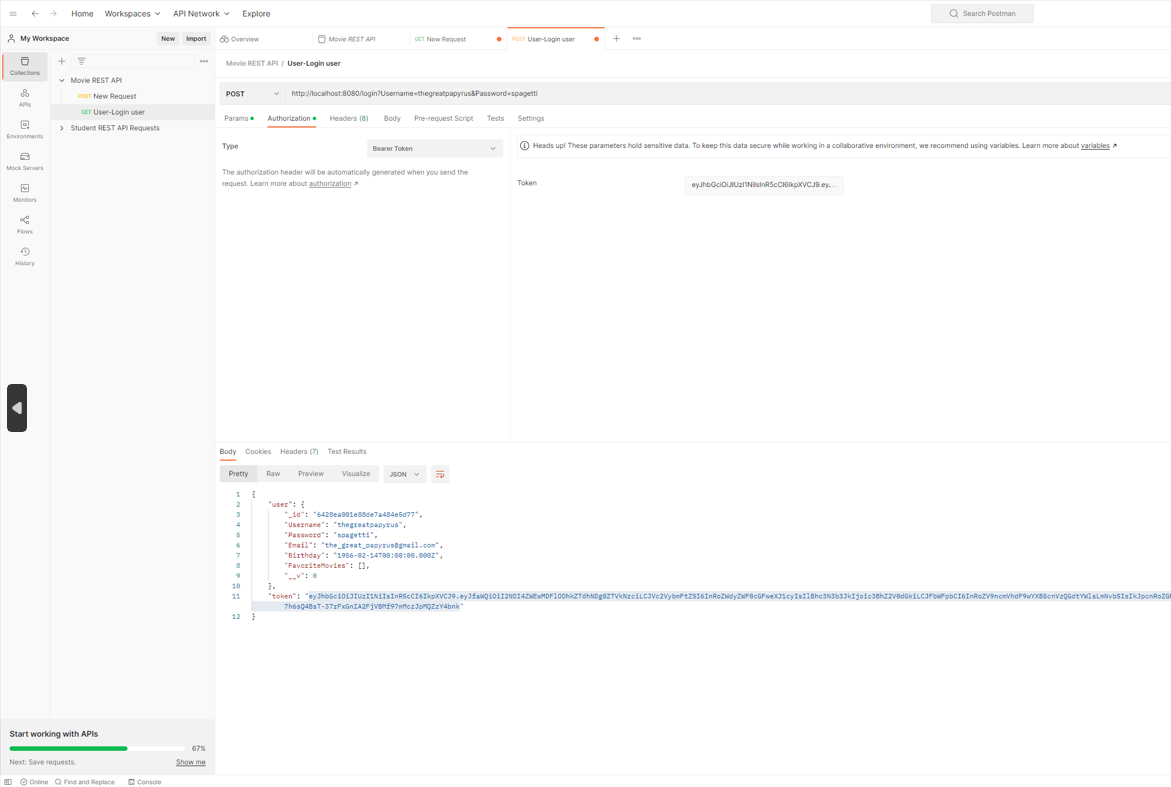 Home Workspaces API Network Explore Search Postman
My Workspace New Import Overview Movie REST API GET New Request POST User-Login user
Collections
APIs
Environments
Mock Servers
Monitors
Flows
History
Movie REST API
POST New Request
GET User-Login user
Student REST API Requests
Movie REST API / User-Login user
POST http://localhost:8080/login?Username=thegreatpapyrus&Password=spagetti
Params Authorization Headers (8) Body Pre-request Script Tests Settings
Type Bearer Token
The authorization header will be automatically generated when you send the
request. Learn more about authorization ↗
Heads up! These parameters hold sensitive data. To keep this data secure while working in a collaborative environment, we recommend using variables. Learn more about variables ↗
Token
Body Cookies Headers (7) Test Results
Pretty Raw Preview Visualize JSON
1 {
2 "user": {
3 "_id": "6428ea001e88de7a484e5d77",
4 "Username": "thegreatpapyrus",
5 "Password": "spagetti",
6 "Email": "the_great_papyrus@gmail.com",
7 "Birthday": "1956-02-14T00:00:00.000Z",
8 "FavoriteMovies": [],
9 "__v": 0
10 },
11 "token":
12 }
Start working with APIs
67%
Next: Save requests. Show me
Online Find and Replace Console